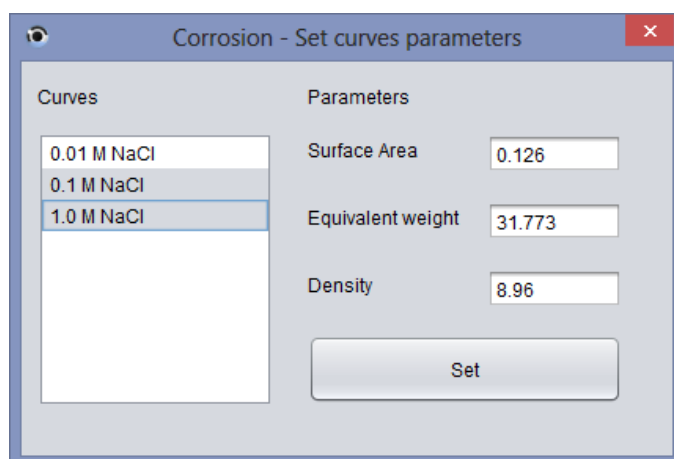 Corrosion - Set curves parameters
Curves
Parameters
0.01 M NaCl
0.1 M NaCl
1.0 M NaCl
Surface Area
0.126
Equivalent weight
31.773
Density
8.96
Set